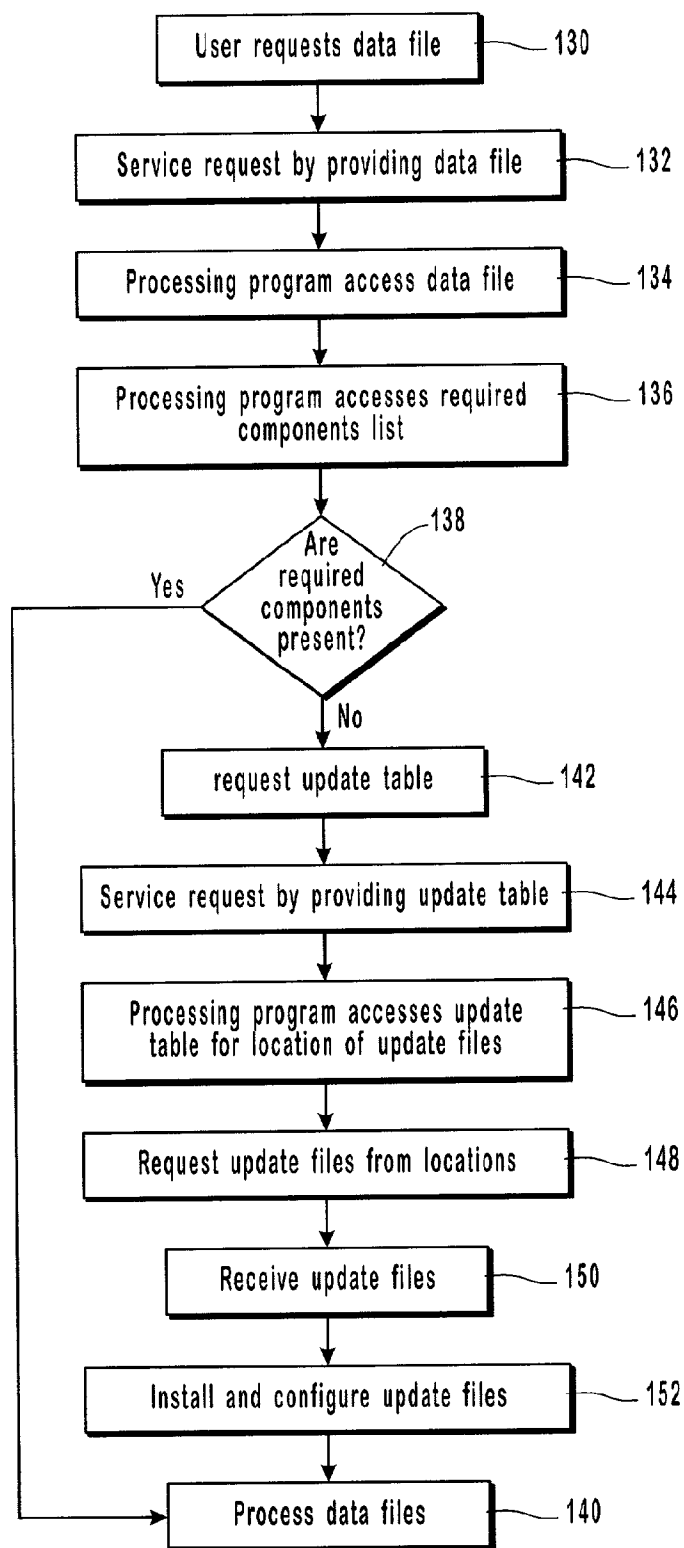 User requests data file
130
Service request by providing data file
132
Processing program access data file
134
Processing program accesses required
components list
136
138
Are
required
components
present?
Yes
No
request update table
142
Service request by providing update table
144
Processing program accesses update
table for location of update files
146
Request update files from locations
148
Receive update files
150
Install and configure update files
152
Process data files
140